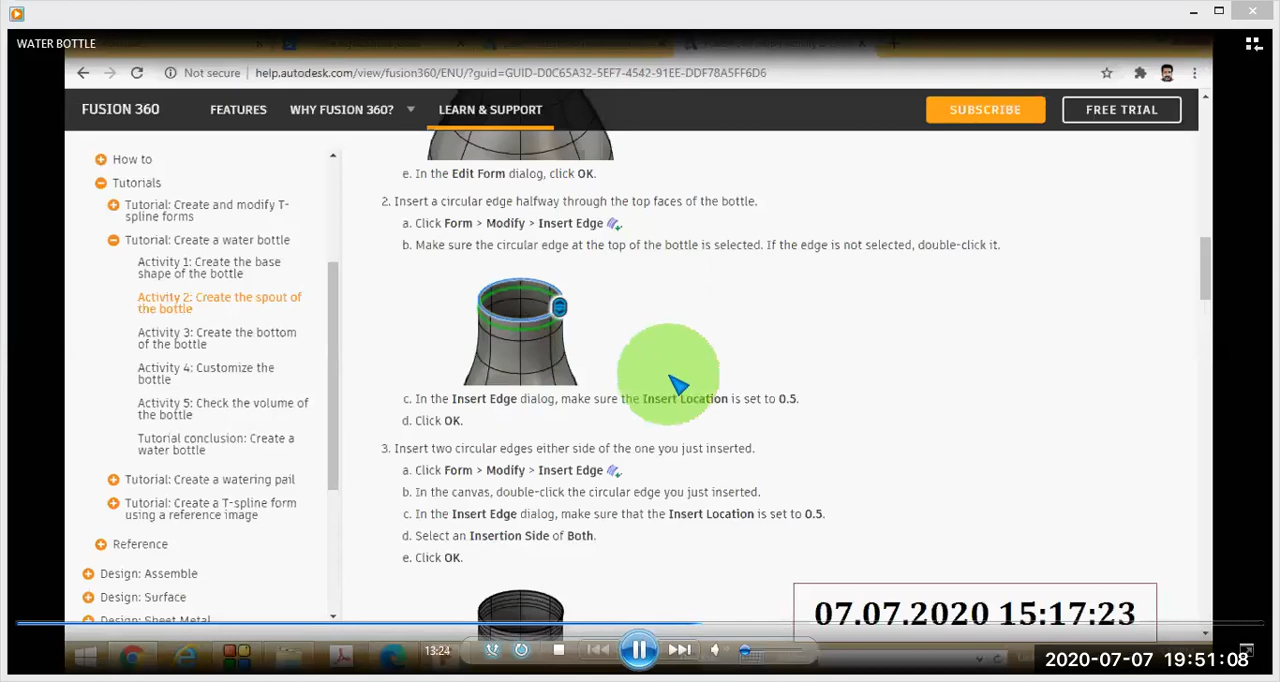 WATER BOTTLE
Not secure | help.autodesk.com/view/fusion360/ENU/?guid=GUID-D0C65A32-5EF7-4542-91EE-DDF78A5FF6D6
FUSION 360 FEATURES WHY FUSION 360? LEARN & SUPPORT SUBSCRIBE FREE TRIAL
How to
Tutorials
Tutorial: Create and modify T-
spline forms
Tutorial: Create a water bottle
Activity 1: Create the base
shape of the bottle
Activity 2: Create the spout of
the bottle
Activity 3: Create the bottom
of the bottle
Activity 4: Customize the
bottle
Activity 5: Check the volume of
the bottle
Tutorial conclusion: Create a
water bottle
Tutorial: Create a watering pail
Tutorial: Create a T-spline form
using a reference image
Reference
Design: Assemble
Design: Surface
Design: Sheet Metal
e. In the Edit Form dialog, click OK.
2. Insert a circular edge halfway through the top faces of the bottle.
a. Click Form > Modify > Insert Edge .
b. Make sure the circular edge at the top of the bottle is selected. If the edge is not selected, double-click it.
c. In the Insert Edge dialog, make sure the Insert Location is set to 0.5.
d. Click OK.
3. Insert two circular edges either side of the one you just inserted.
a. Click Form > Modify > Insert Edge .
b. In the canvas, double-click the circular edge you just inserted.
c. In the Insert Edge dialog, make sure that the Insert Location is set to 0.5.
d. Select an Insertion Side of Both.
e. Click OK.
07.07.2020 15:17:23
13:24
2020-07-07 19:51:08